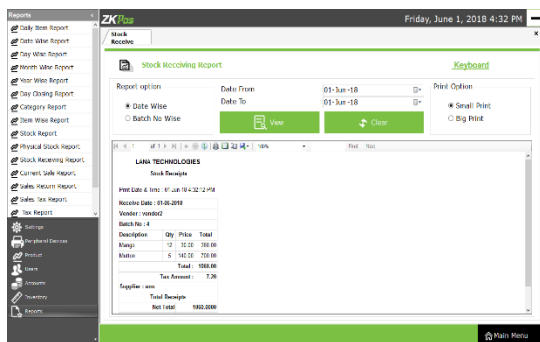 Reports
Daily Item Report
Date Wise Report
Day Wise Report
Month Wise Report
Year Wise Report
Day Closing Report
Category Report
Item Wise Report
Stock Report
Physical Stock Report
Stock Receiving Report
Current Sale Report
Sales Return Report
Sales Tax Report
Tax Report
Settings
Peripheral Devices
Product
Users
Accounts
Inventory
Reports
ZKPos
Friday, June 1, 2018 4:32 PM
Stock
Receive
x
Stock Receiving Report
Keyboard
Report option
Date Wise
Batch No Wise
Date From
01-Jun-18
Date To
01-Jun-18
View
Clear
Print Option
Small Print
Big Print
1 of 1
100%
Find Next
LANA TECHNOLOGIES
Stock Receipts
Print Date & Time : 01 Jun 18 4:32:12 PM
Receive Date : 01-06-2018
Vendor : vendor2
Batch No : 4
Description Qty Price Total
Mango 12 30.00 360.00
Mutton 5 140.00 700.00
Total : 1060.00
Tax Amount : 7.20
Supplier :
Total Receipts
Net Total 1060.0000
Main Menu